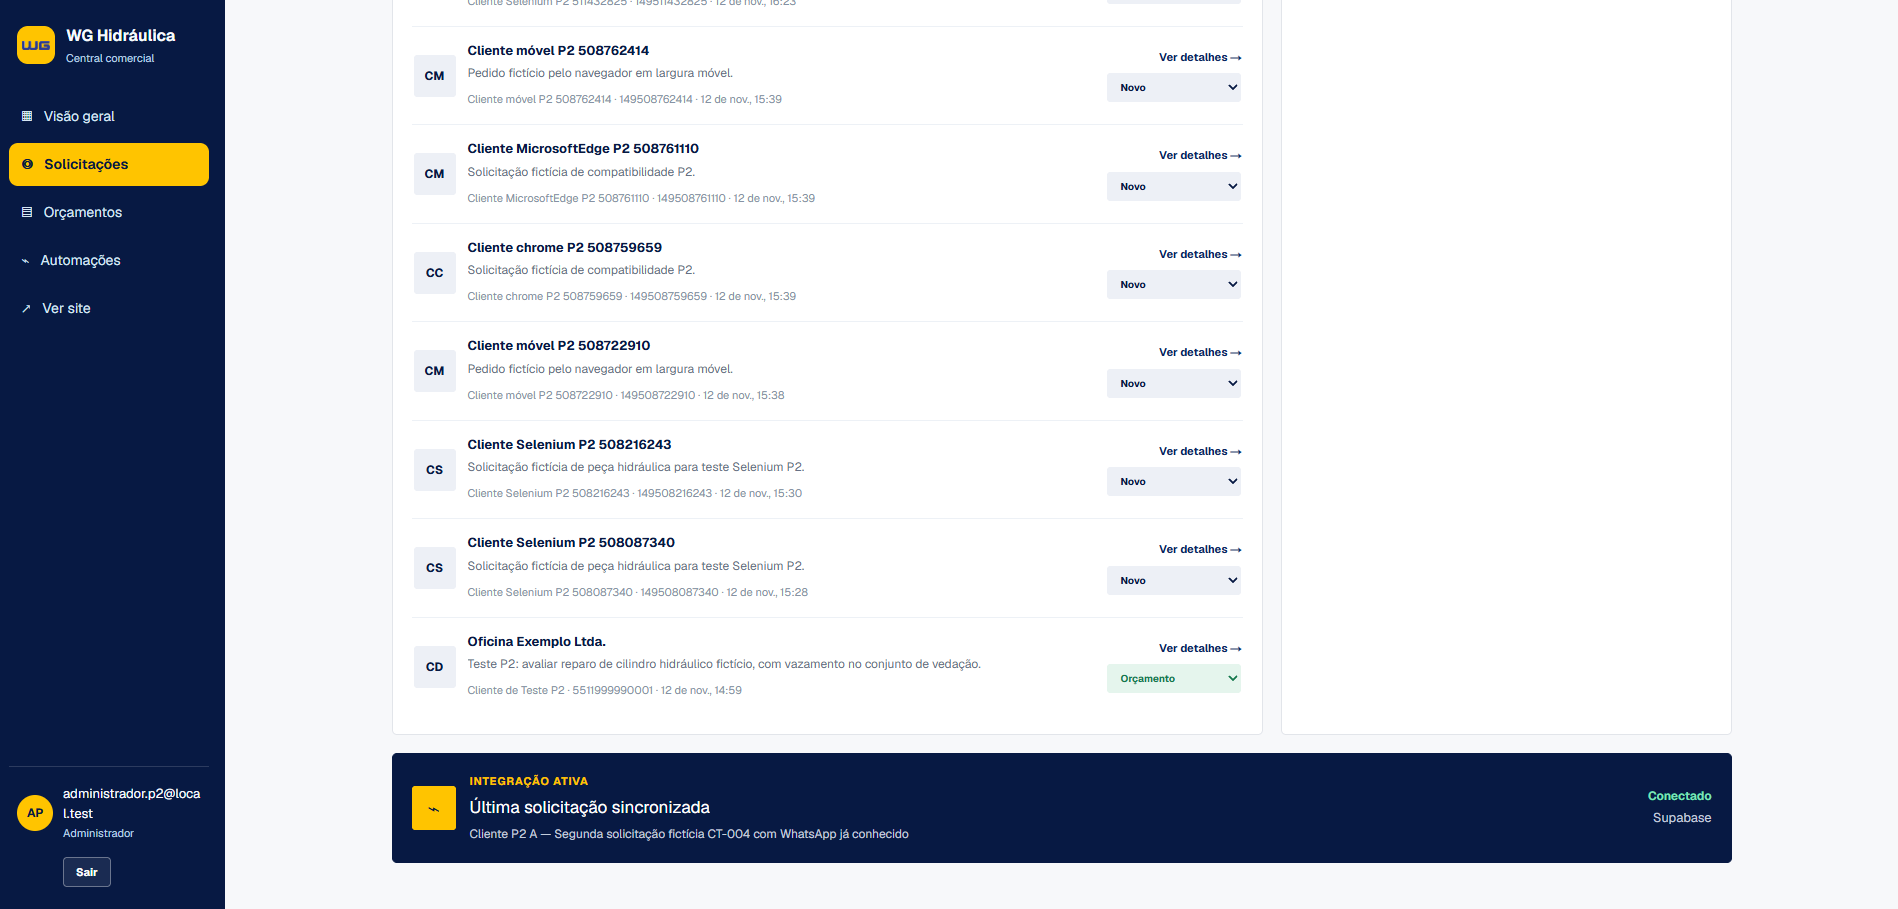 WG Hidráulica
Central comercial
Visão geral
Solicitações
Orçamentos
Automações
Ver site
AP
administrador.p2@loca
l.test
Administrador
Sair
Cliente Selenium P2 511432825 · 149511432825 · 12 de nov., 16:23
CM
Cliente móvel P2 508762414
Pedido fictício pelo navegador em largura móvel.
Cliente móvel P2 508762414 · 149508762414 · 12 de nov., 15:39
Ver detalhes →
Novo
CM
Cliente MicrosoftEdge P2 508761110
Solicitação fictícia de compatibilidade P2.
Cliente MicrosoftEdge P2 508761110 · 149508761110 · 12 de nov., 15:39
Ver detalhes →
Novo
CC
Cliente chrome P2 508759659
Solicitação fictícia de compatibilidade P2.
Cliente chrome P2 508759659 · 149508759659 · 12 de nov., 15:39
Ver detalhes →
Novo
CM
Cliente móvel P2 508722910
Pedido fictício pelo navegador em largura móvel.
Cliente móvel P2 508722910 · 149508722910 · 12 de nov., 15:38
Ver detalhes →
Novo
CS
Cliente Selenium P2 508216243
Solicitação fictícia de peça hidráulica para teste Selenium P2.
Cliente Selenium P2 508216243 · 149508216243 · 12 de nov., 15:30
Ver detalhes →
Novo
CS
Cliente Selenium P2 508087340
Solicitação fictícia de peça hidráulica para teste Selenium P2.
Cliente Selenium P2 508087340 · 149508087340 · 12 de nov., 15:28
Ver detalhes →
Novo
CD
Oficina Exemplo Ltda.
Teste P2: avaliar reparo de cilindro hidráulico fictício, com vazamento no conjunto de vedação.
Cliente de Teste P2 · 5511999990001 · 12 de nov., 14:59
Ver detalhes →
Orçamento
INTEGRAÇÃO ATIVA
Última solicitação sincronizada
Cliente P2 A — Segunda solicitação fictícia CT-004 com WhatsApp já conhecido
Conectado
Supabase